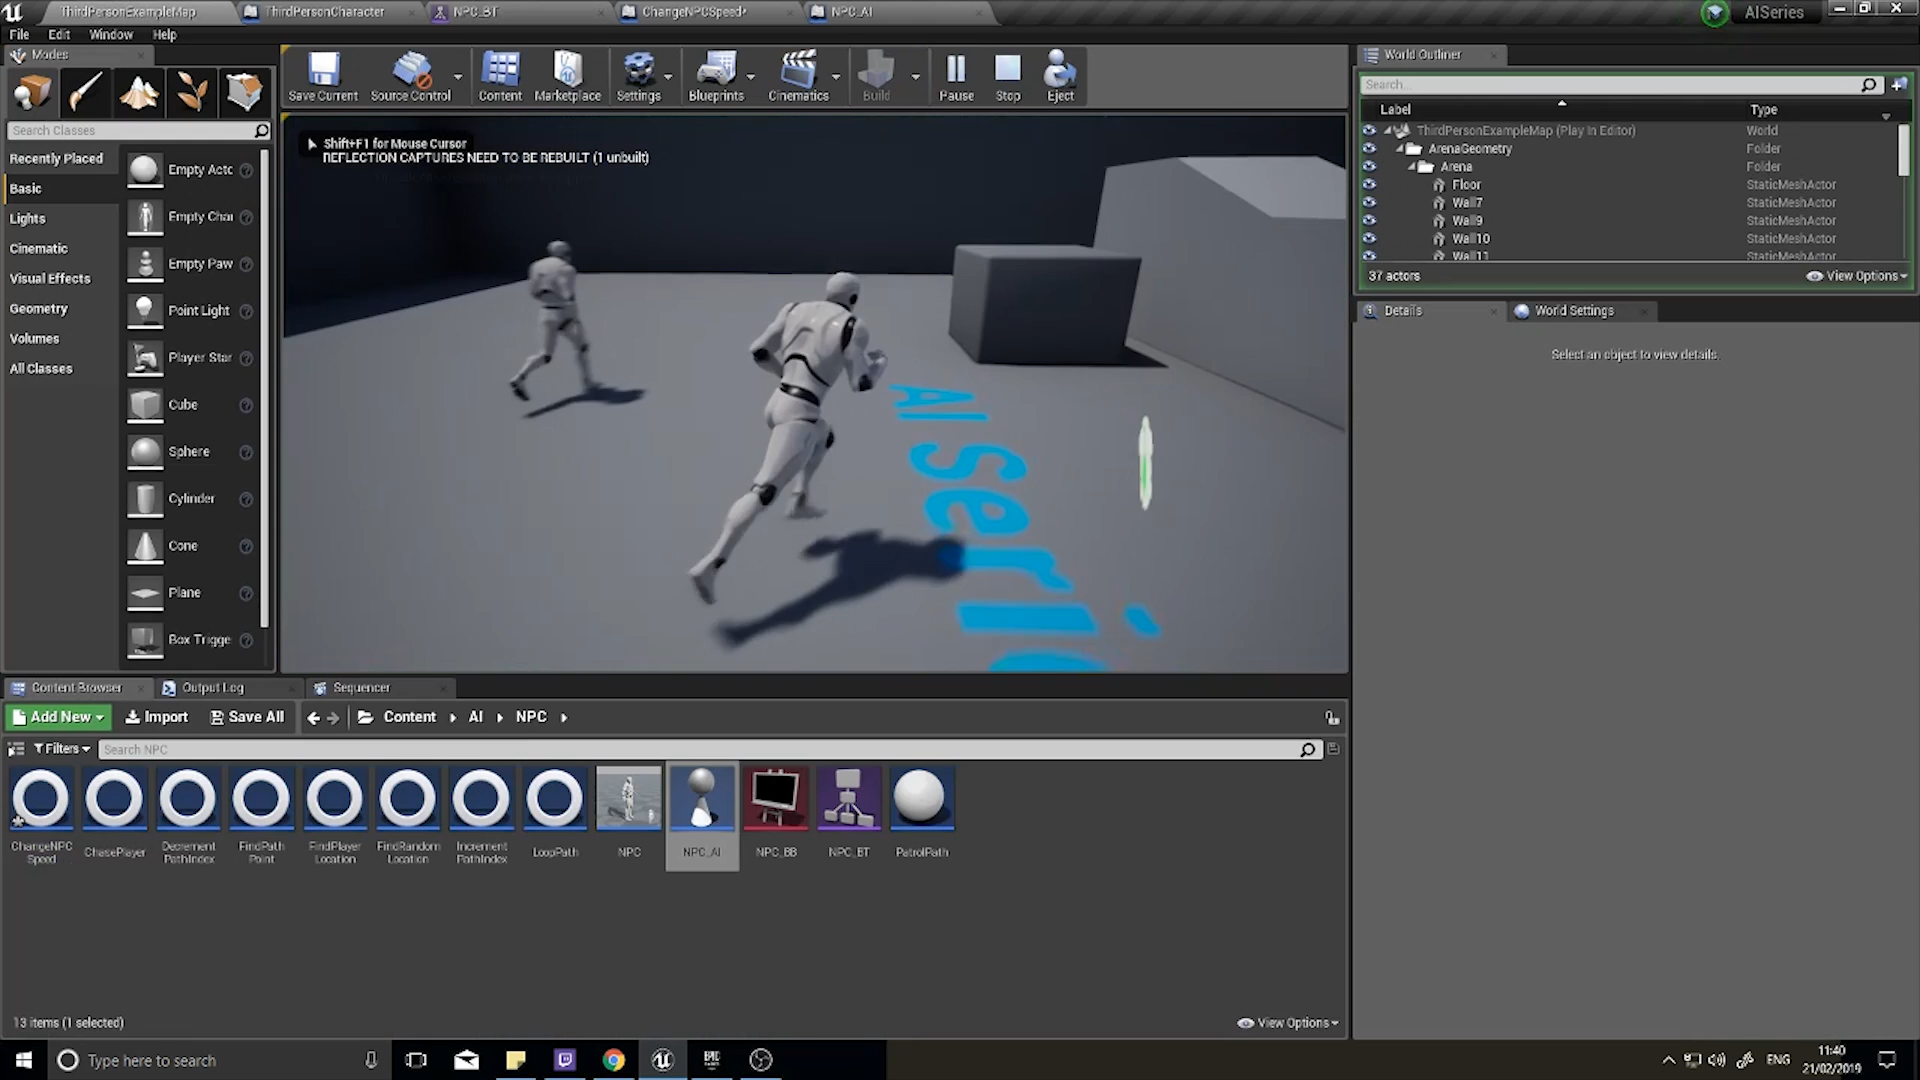 ThirdPersonExampleMap
ThirdPersonCharacter
NPC_BT
ChangeNPCSpeed*
NPC_AI
AISeries
File Edit Window Help
Modes
Save Current
Source Control
Content
Marketplace
Settings
Blueprints
Cinematics
Build
Pause
Stop
Eject
Search Classes
Recently Placed
Basic
Lights
Cinematic
Visual Effects
Geometry
Volumes
All Classes
Empty Acto
Empty Char
Empty Paw
Point Light
Player Star
Cube
Sphere
Cylinder
Cone
Plane
Box Trigge
Shift+F1 for Mouse Cursor
REFLECTION CAPTURES NEED TO BE REBUILT (1 unbuilt)
AI Serie
World Outliner
Search...
Label Type
ThirdPersonExampleMap (Play In Editor) World
ArenaGeometry Folder
Arena Folder
Floor StaticMeshActor
Wall7 StaticMeshActor
Wall9 StaticMeshActor
Wall10 StaticMeshActor
Wall11 StaticMeshActor
37 actors
View Options
Details
World Settings
Select an object to view details.
Content Browser
Output Log
Sequencer
Add New
Import
Save All
Content
AI
NPC
Filters
Search NPC
ChangeNPC
Speed
ChasePlayer
Decrement
PathIndex
FindPath
Point
FindPlayer
Location
FindRandom
Location
Increment
PathIndex
LoopPath
NPC
NPC_AI
NPC_BB
NPC_BT
PatrolPath
13 items (1 selected)
View Options
Type here to search
ENG
11:40
21/02/2019